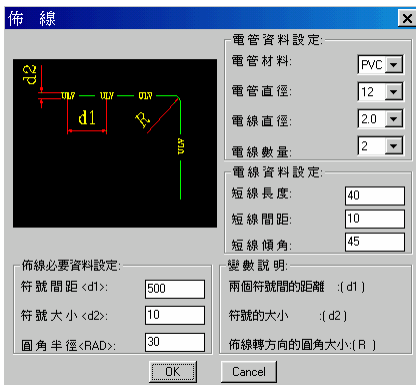 佈 線
電管資料設定:
電管材料: PVC
電管直徑: 12
電線直徑: 2.0
電線數量: 2
d2
ULV ULV ULV
d1
R
ULV
電線資料設定:
短線長度: 40
短線間距: 10
短線傾角: 45
佈線必要資料設定:
符號間距<d1>: 500
符號大小<d2>: 10
圓角半徑<RAD>: 30
變數說明:
兩個符號間的距離 :(d1)
符號的大小 :(d2)
佈線轉方向的圓角大小:(R)
OK Cancel